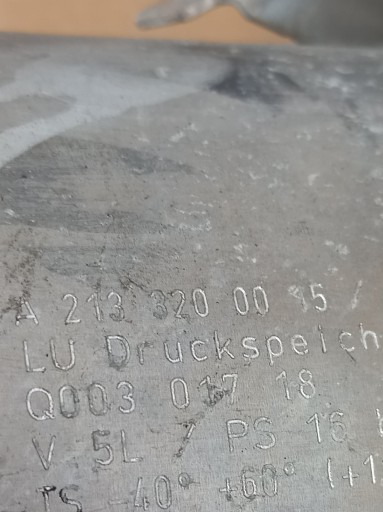 A 213 320 00 15 /
LU Druckspeich
Q003 017 18
V 5L / PS 16
TS -40° +60° (+1